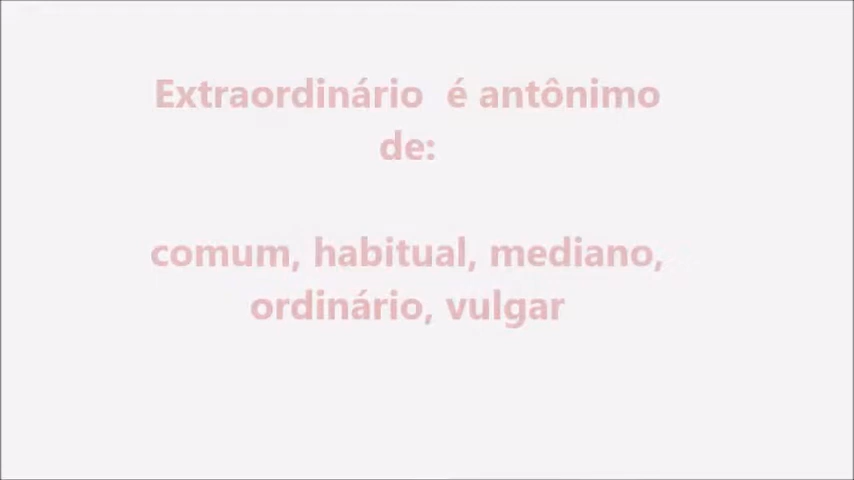 Extraordinário é antônimo
de:
comum, habitual, mediano,
ordinário, vulgar